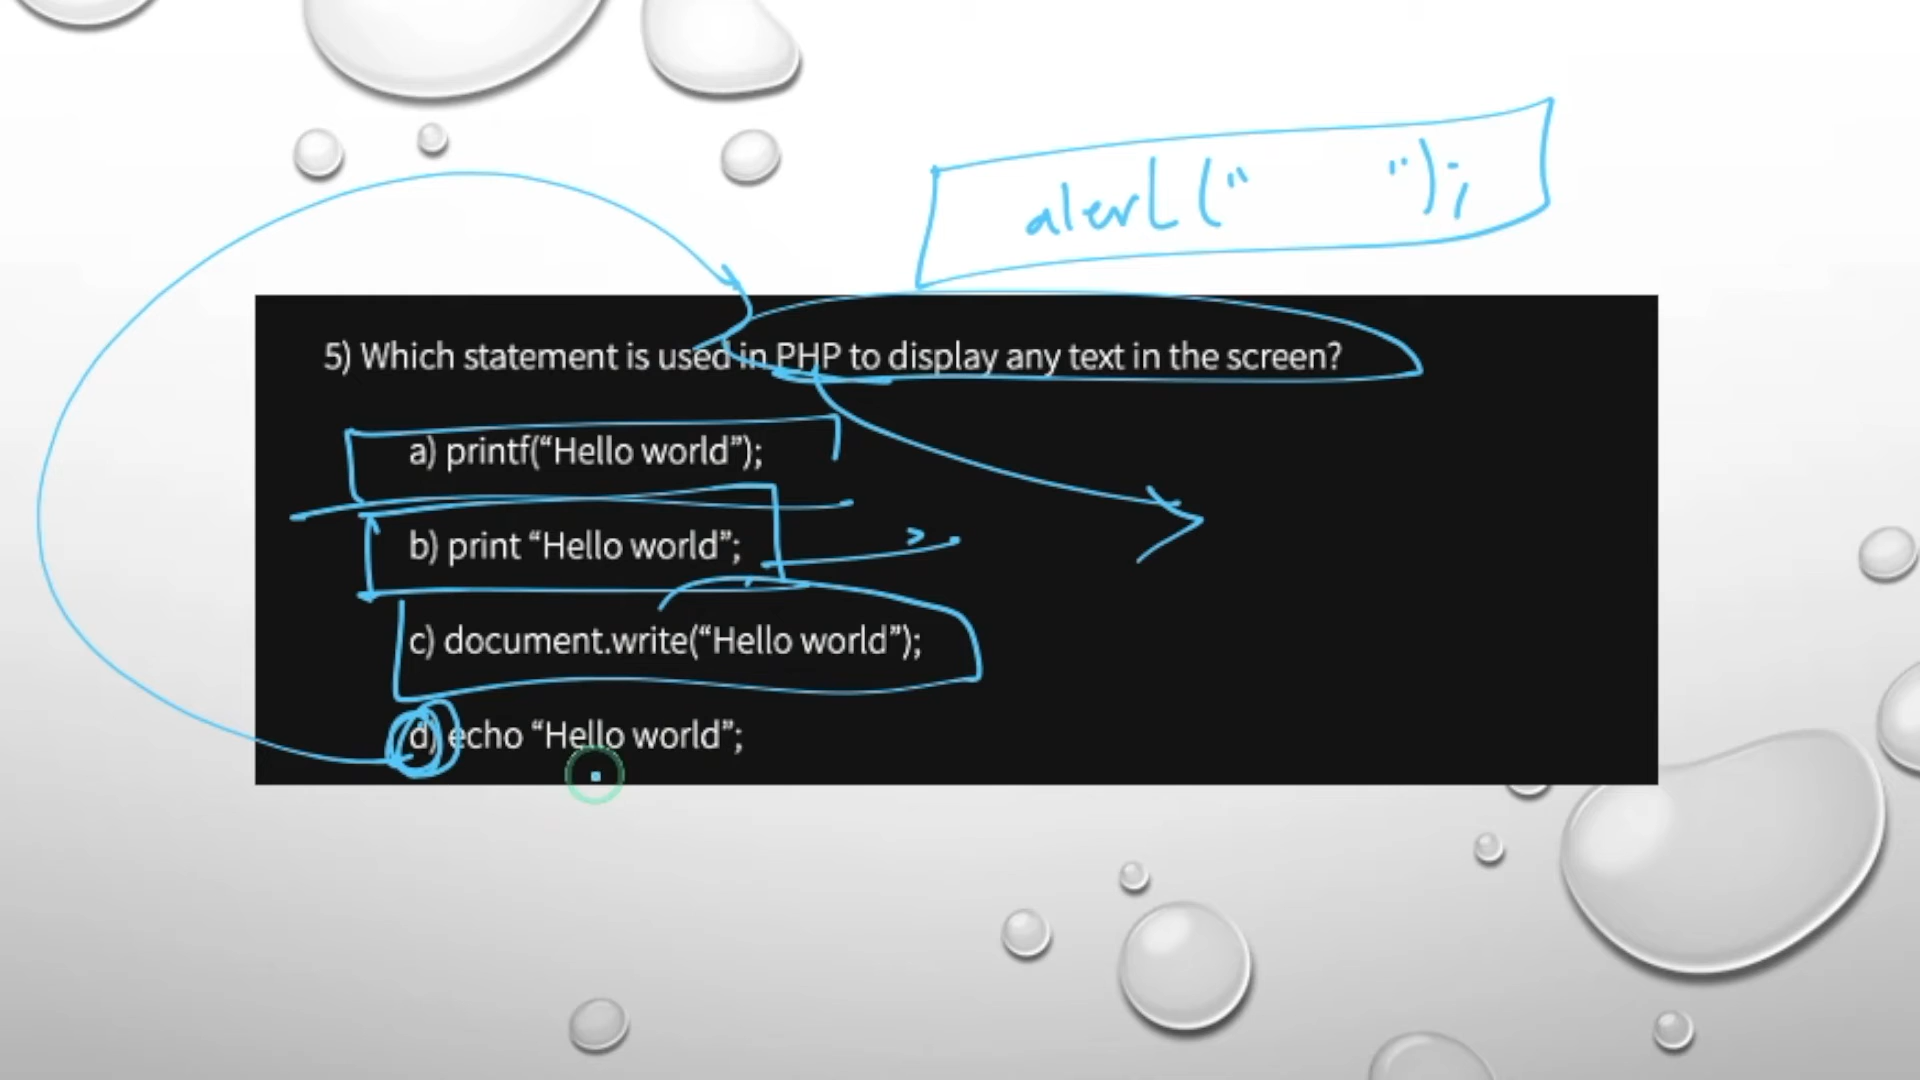 alert(" ");
5) Which statement is used in PHP to display any text in the screen?
a) printf(“Hello world”);
b) print “Hello world”;
c) document.write(“Hello world”);
d) echo “Hello world”;